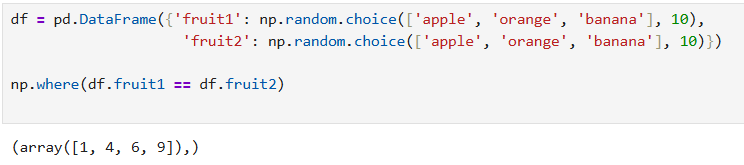 df = pd.DataFrame({'fruit1': np.random.choice(['apple', 'orange', 'banana'], 10),
'fruit2': np.random.choice(['apple', 'orange', 'banana'], 10)})
np.where(df.fruit1 == df.fruit2)
(array([1, 4, 6, 9]),)